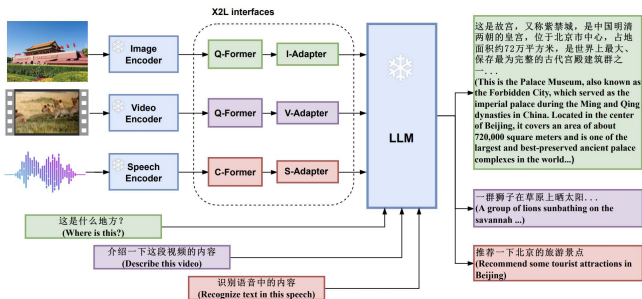 X2L interfaces
Image
Encoder
Q-Former
I-Adapter
Video
Encoder
Q-Former
V-Adapter
Speech
Encoder
C-Former
S-Adapter
LLM
这是什么地方?
(Where is this?)
介绍一下这段视频的内容
(Describe this video)
识别语音中的内容
(Recognize text in this speech)
这是故宫，又称紫禁城，是中国明清
两朝的皇宫，位于北京市中心，占地
面积约72万平方米，是世界上最大、
保存最为完整的古代宫殿建筑群之
一...
(This is the Palace Museum, also known as
the Forbidden City, which served as the
imperial palace during the Ming and Qing
dynasties in China. Located in the center
of Beijing, it covers an area of about
720,000 square meters and is one of the
largest and best-preserved ancient palace
complexes in the world...)
一群狮子在草原上晒太阳...
(A group of lions sunbathing on the
savannah ...)
推荐一下北京的旅游景点
(Recommend some tourist attractions in
Beijing)